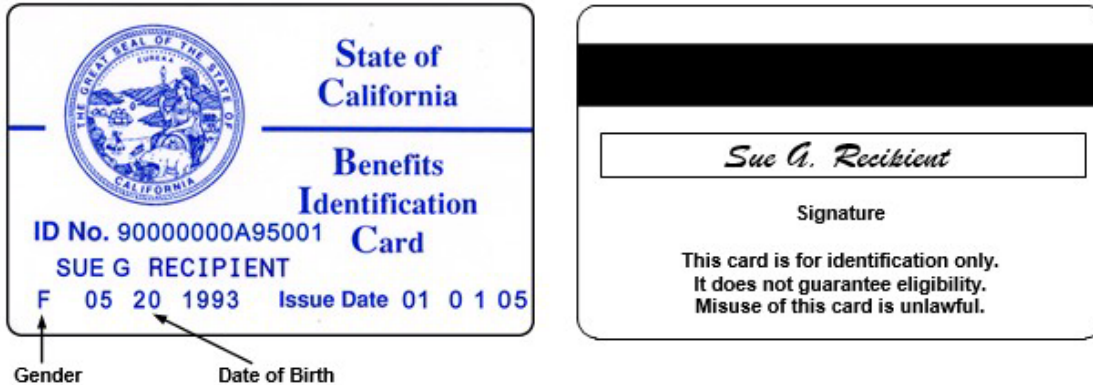 THE GREAT SEAL OF THE STATE OF CALIFORNIA
EUREKA
State of
California
Benefits
Identification
Card
ID No. 90000000A95001
SUE G RECIPIENT
F 05 20 1993 Issue Date 01 0 1 05
Gender
Date of Birth
Sue G. Recipient
Signature
This card is for identification only.
It does not guarantee eligibility.
Misuse of this card is unlawful.